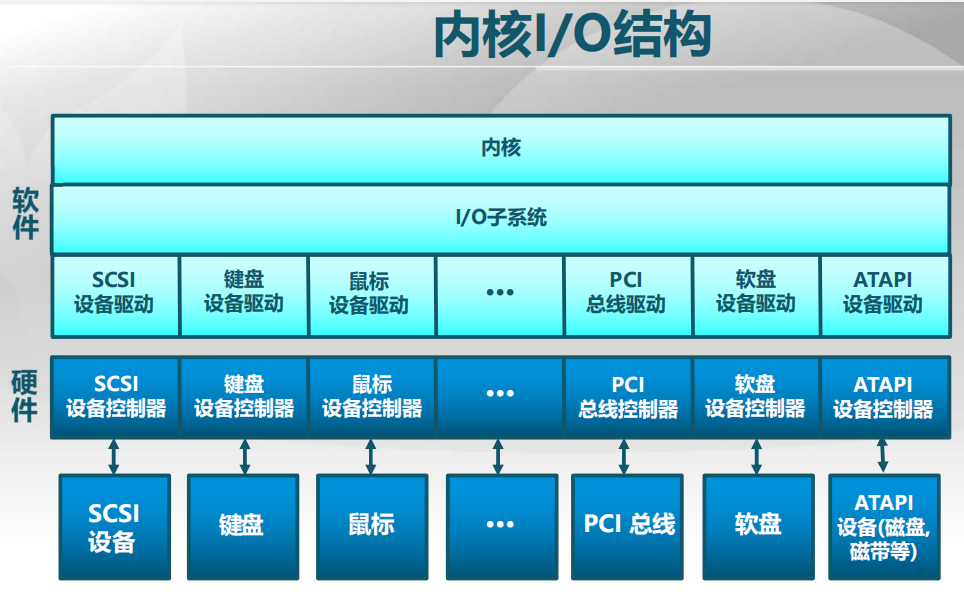 内核I/O结构
软件
内核
I/O子系统
SCSI
设备驱动
键盘
设备驱动
鼠标
设备驱动
•••
PCI
总线驱动
软盘
设备驱动
ATAPI
设备驱动
硬件
SCSI
设备控制器
键盘
设备控制器
鼠标
设备控制器
•••
PCI
总线控制器
软盘
设备控制器
ATAPI
设备控制器
SCSI
设备
键盘
鼠标
•••
PCI 总线
软盘
ATAPI
设备(磁盘,
磁带等)